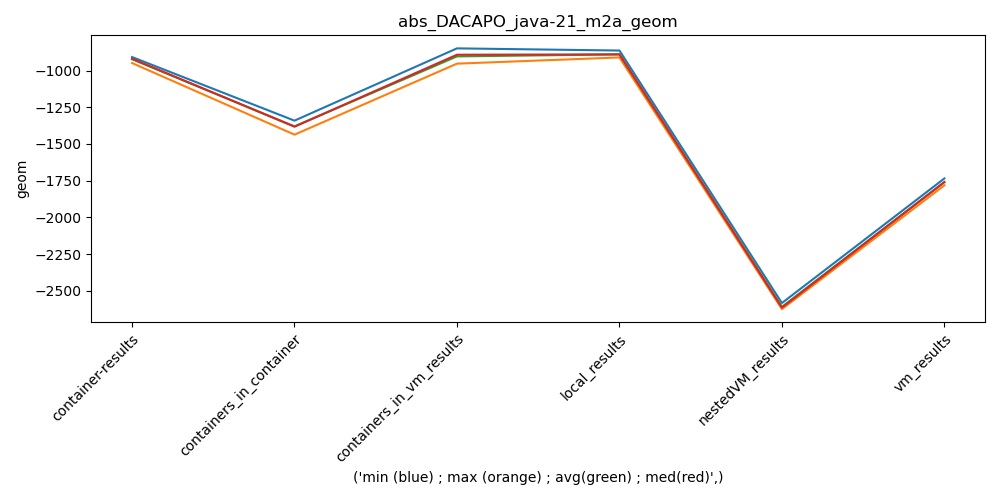 abs_DACAPO_java-21_m2a_geom
geom
−1000
−1250
−1500
−1750
−2000
−2250
−2500
container-results
containers_in_container
containers_in_vm_results
local_results
nestedVM_results
vm_results
('min (blue) ; max (orange) ; avg(green) ; med(red)',)